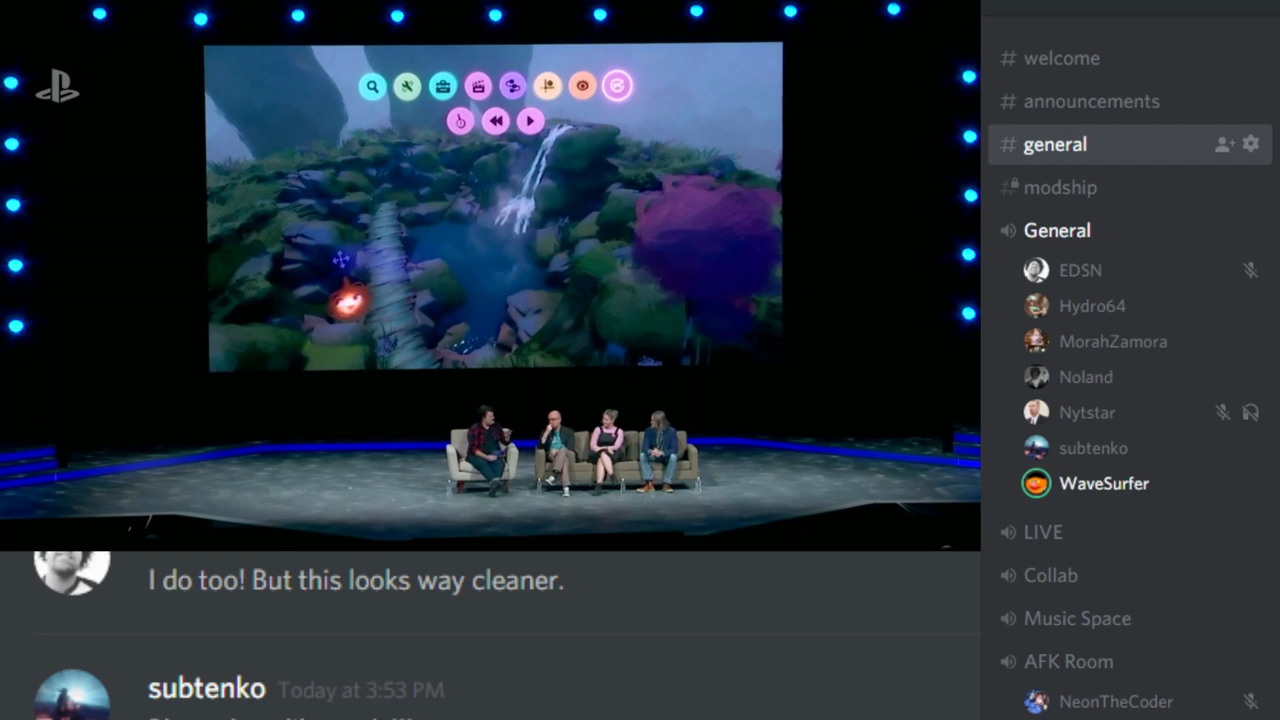 # welcome
# announcements
# general
# modship
General
EDSN
Hydro64
MorahZamora
Noland
Nytstar
subtenko
WaveSurfer
LIVE
Collab
Music Space
AFK Room
NeonTheCoder
I do too! But this looks way cleaner.
subtenko Today at 3:53 PM